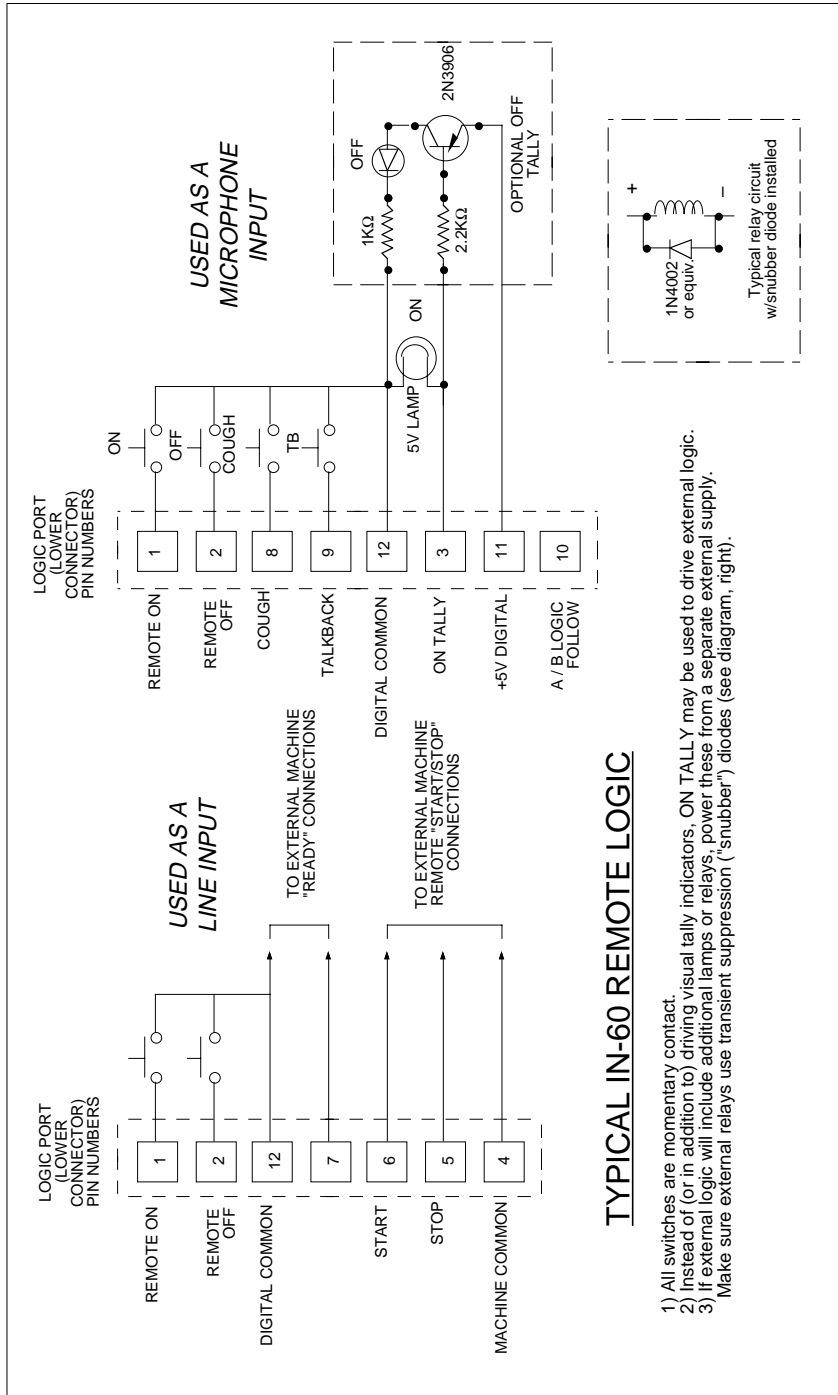 USED AS A
LINE INPUT
LOGIC PORT
(LOWER
CONNECTOR)
PIN NUMBERS
REMOTE ON
1
REMOTE
OFF
2
DIGITAL COMMON
12
7
START
6
STOP
5
MACHINE COMMON
4
TO EXTERNAL MACHINE
"READY" CONNECTIONS
TO EXTERNAL MACHINE
REMOTE "START/STOP"
CONNECTIONS
USED AS A
MICROPHONE
INPUT
LOGIC PORT
(LOWER
CONNECTOR)
PIN NUMBERS
REMOTE ON
1
ON
REMOTE
OFF
2
OFF
COUGH
8
COUGH
TALKBACK
9
TB
DIGITAL COMMON
12
ON TALLY
3
+5V DIGITAL
11
A / B LOGIC
FOLLOW
10
5V LAMP
ON
1KΩ
OFF
2.2KΩ
2N3906
OPTIONAL OFF
TALLY
TYPICAL IN-60 REMOTE LOGIC
1) All switches are momentary contact.
2) Instead of (or in addition to) driving visual tally indicators, ON TALLY may be used to drive external logic.
3) If external logic will include additional lamps or relays, power these from a separate external supply.
Make sure external relays use transient suppression ("snubber") diodes (see diagram, right).
+
–
1N4002
or equiv.
Typical relay circuit
w/snubber diode installed